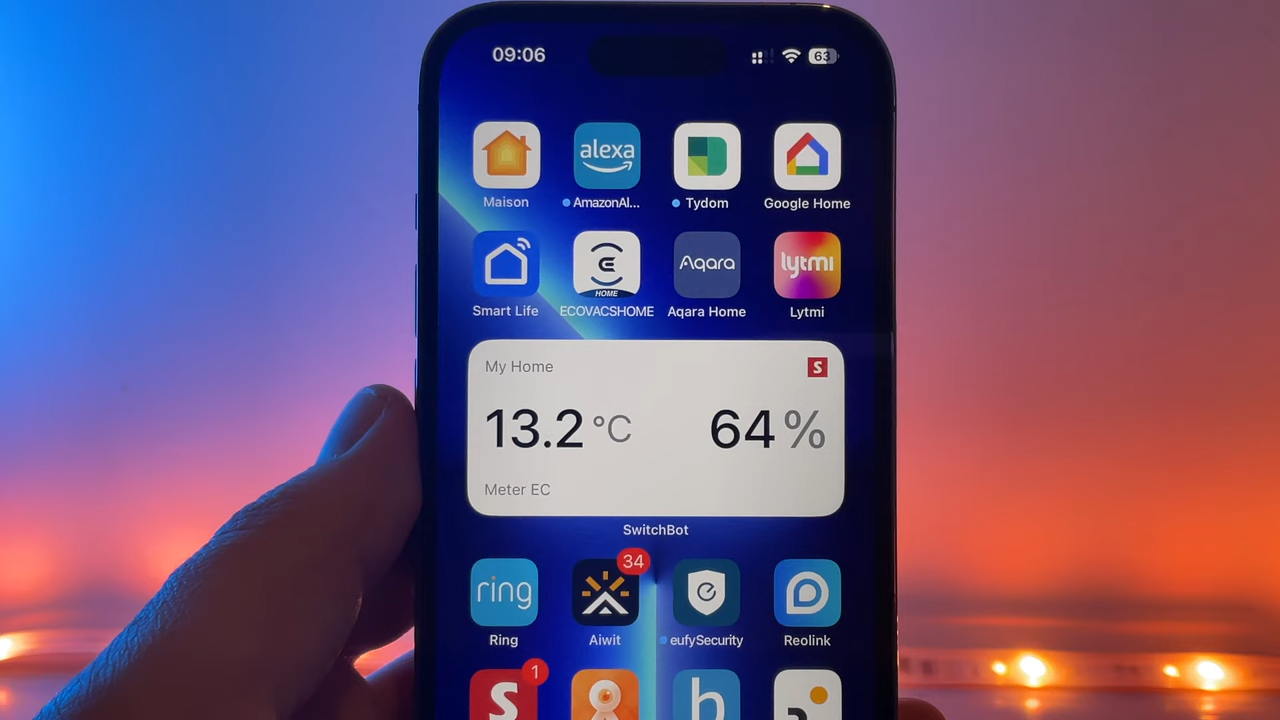 09:06
63
alexa
Maison
AmazonAl...
Tydom
Google Home
HOME
Aqara
lytmi
Smart Life
ECOVACSHOME
Aqara Home
Lytmi
My Home
S
13.2 °C
64 %
Meter EC
SwitchBot
34
ring
e
Ring
Aiwit
eufySecurity
Reolink
1
S
b